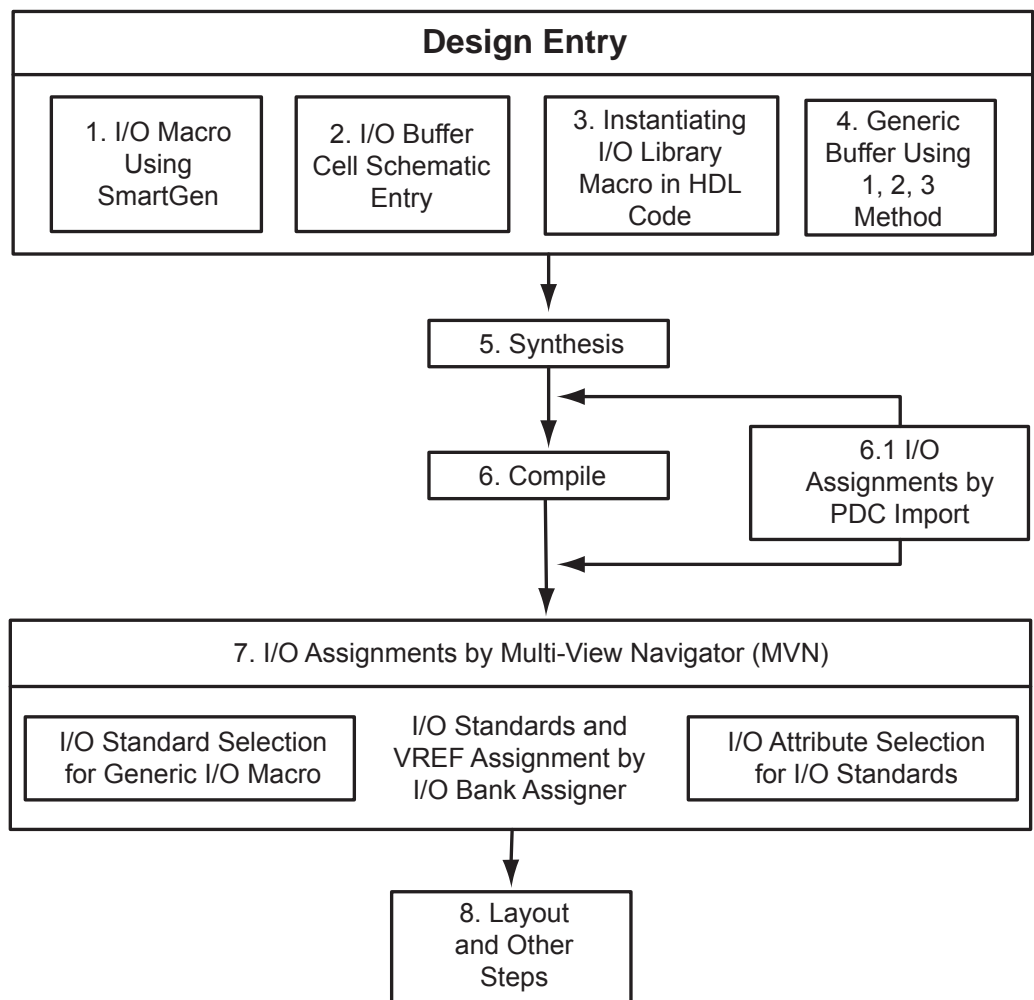 Design Entry
1. I/O Macro
Using
SmartGen
2. I/O Buffer
Cell Schematic
Entry
3. Instantiating
I/O Library
Macro in HDL
Code
4. Generic
Buffer Using
1, 2, 3
Method
5. Synthesis
6. Compile
6.1 I/O
Assignments by
PDC Import
7. I/O Assignments by Multi-View Navigator (MVN)
I/O Standard Selection
for Generic I/O Macro
I/O Standards and
VREF Assignment by
I/O Bank Assigner
I/O Attribute Selection
for I/O Standards
8. Layout
and Other
Steps